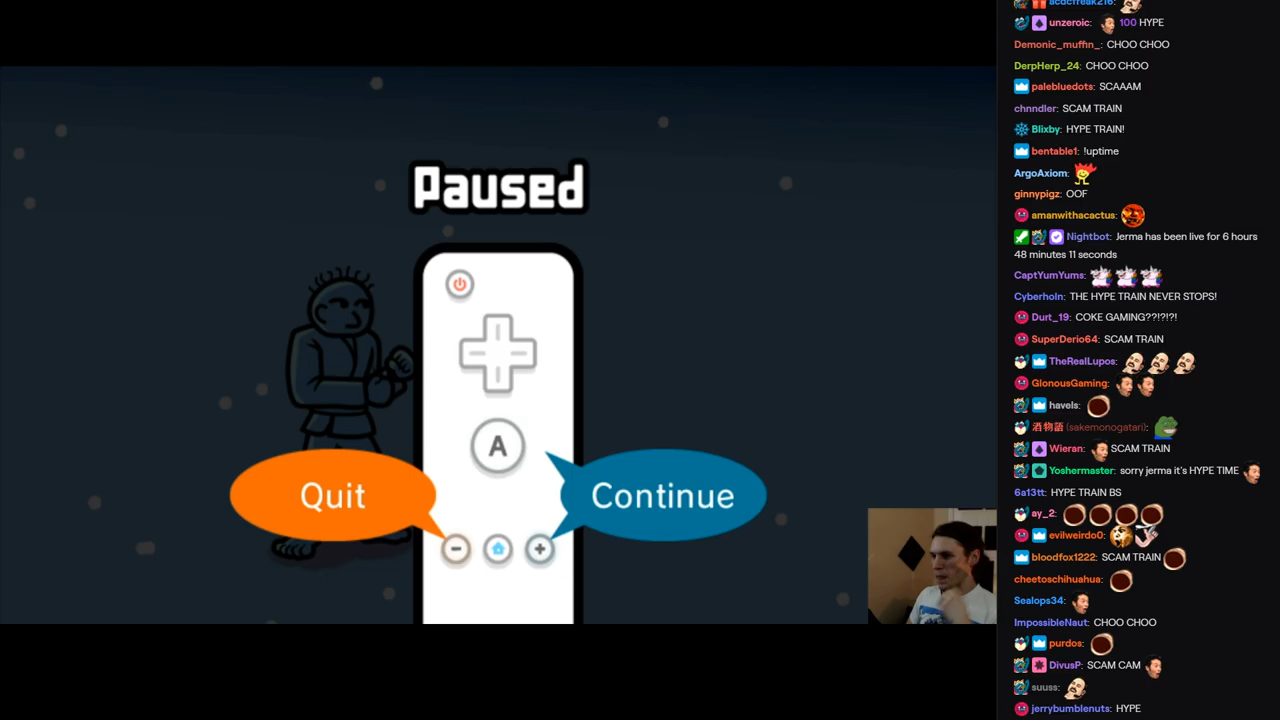 Paused
A
Quit
Continue
acdcfreak216:
unzeroic: 100 HYPE
Demonic_muffin_: CHOO CHOO
DerpHerp_24: CHOO CHOO
palebluedots: SCAAAM
chnndler: SCAM TRAIN
Blixby: HYPE TRAIN!
bentable1: !uptime
ArgoAxiom:
ginnypigz: OOF
amanwithacactus:
Nightbot: Jerma has been live for 6 hours
48 minutes 11 seconds
CaptYumYums:
Cyberholn: THE HYPE TRAIN NEVER STOPS!
Durt_19: COKE GAMING??!?!?!
SuperDerio64: SCAM TRAIN
TheRealLupos:
GlonousGaming:
havels:
酒物語 (sakemonogatari):
Wieran: SCAM TRAIN
Yoshermaster: sorry jerma it's HYPE TIME
6a13tt: HYPE TRAIN BS
ay_2:
evilweirdo0:
bloodfox1222: SCAM TRAIN
cheetoschihuahua:
Sealops34:
ImpossibleNaut: CHOO CHOO
purdos:
DivusP: SCAM CAM
suuss:
jerrybumblenuts: HYPE